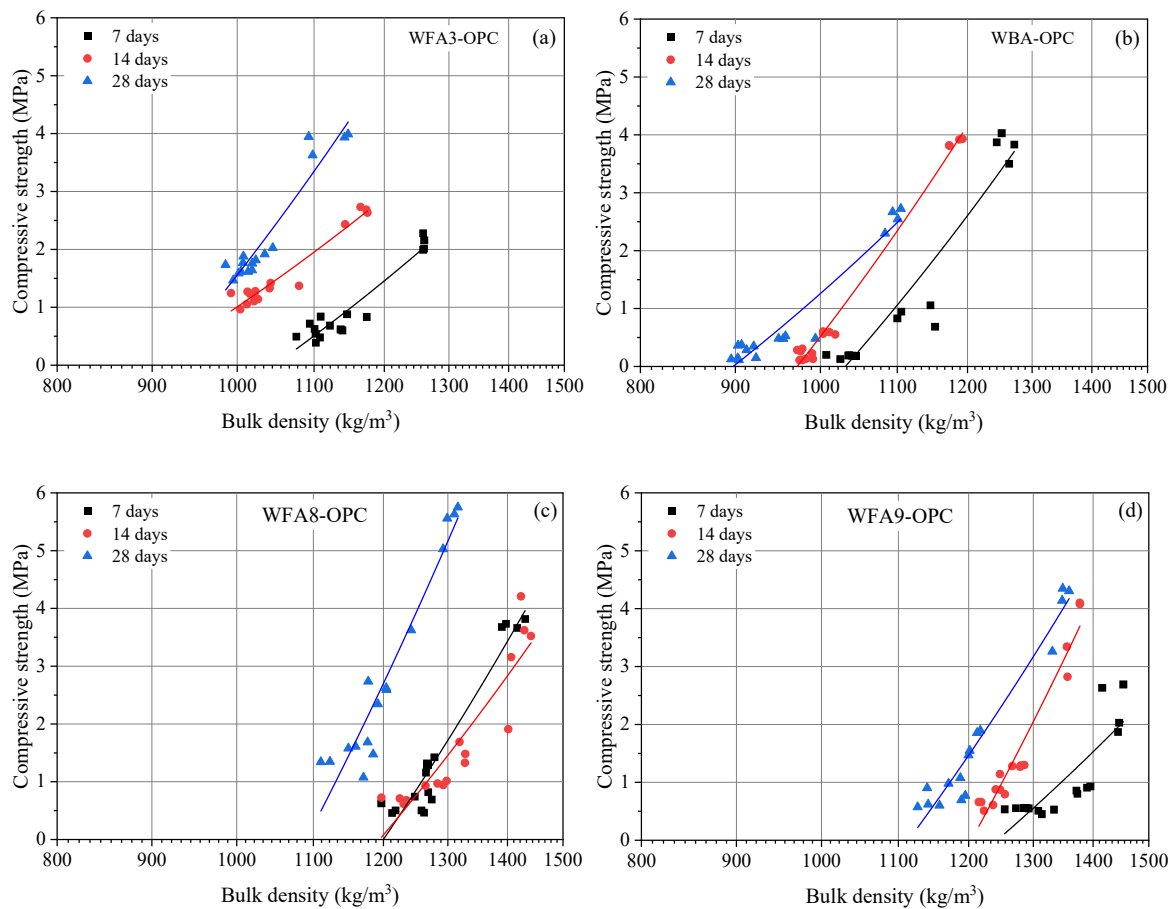 7 days
14 days
28 days
WFA3-OPC
(a)
Compressive strength (MPa)
6
5
4
3
2
1
0
800 900 1000 1100 1200 1300 1400 1500
Bulk density (kg/m³)
7 days
14 days
28 days
WBA-OPC
(b)
Compressive strength (MPa)
6
5
4
3
2
1
0
800 900 1000 1100 1200 1300 1400 1500
Bulk density (kg/m³)
7 days
14 days
28 days
WFA8-OPC
(c)
Compressive strength (MPa)
6
5
4
3
2
1
0
800 900 1000 1100 1200 1300 1400 1500
Bulk density (kg/m³)
7 days
14 days
28 days
WFA9-OPC
(d)
Compressive strength (MPa)
6
5
4
3
2
1
0
800 900 1000 1100 1200 1300 1400 1500
Bulk density (kg/m³)